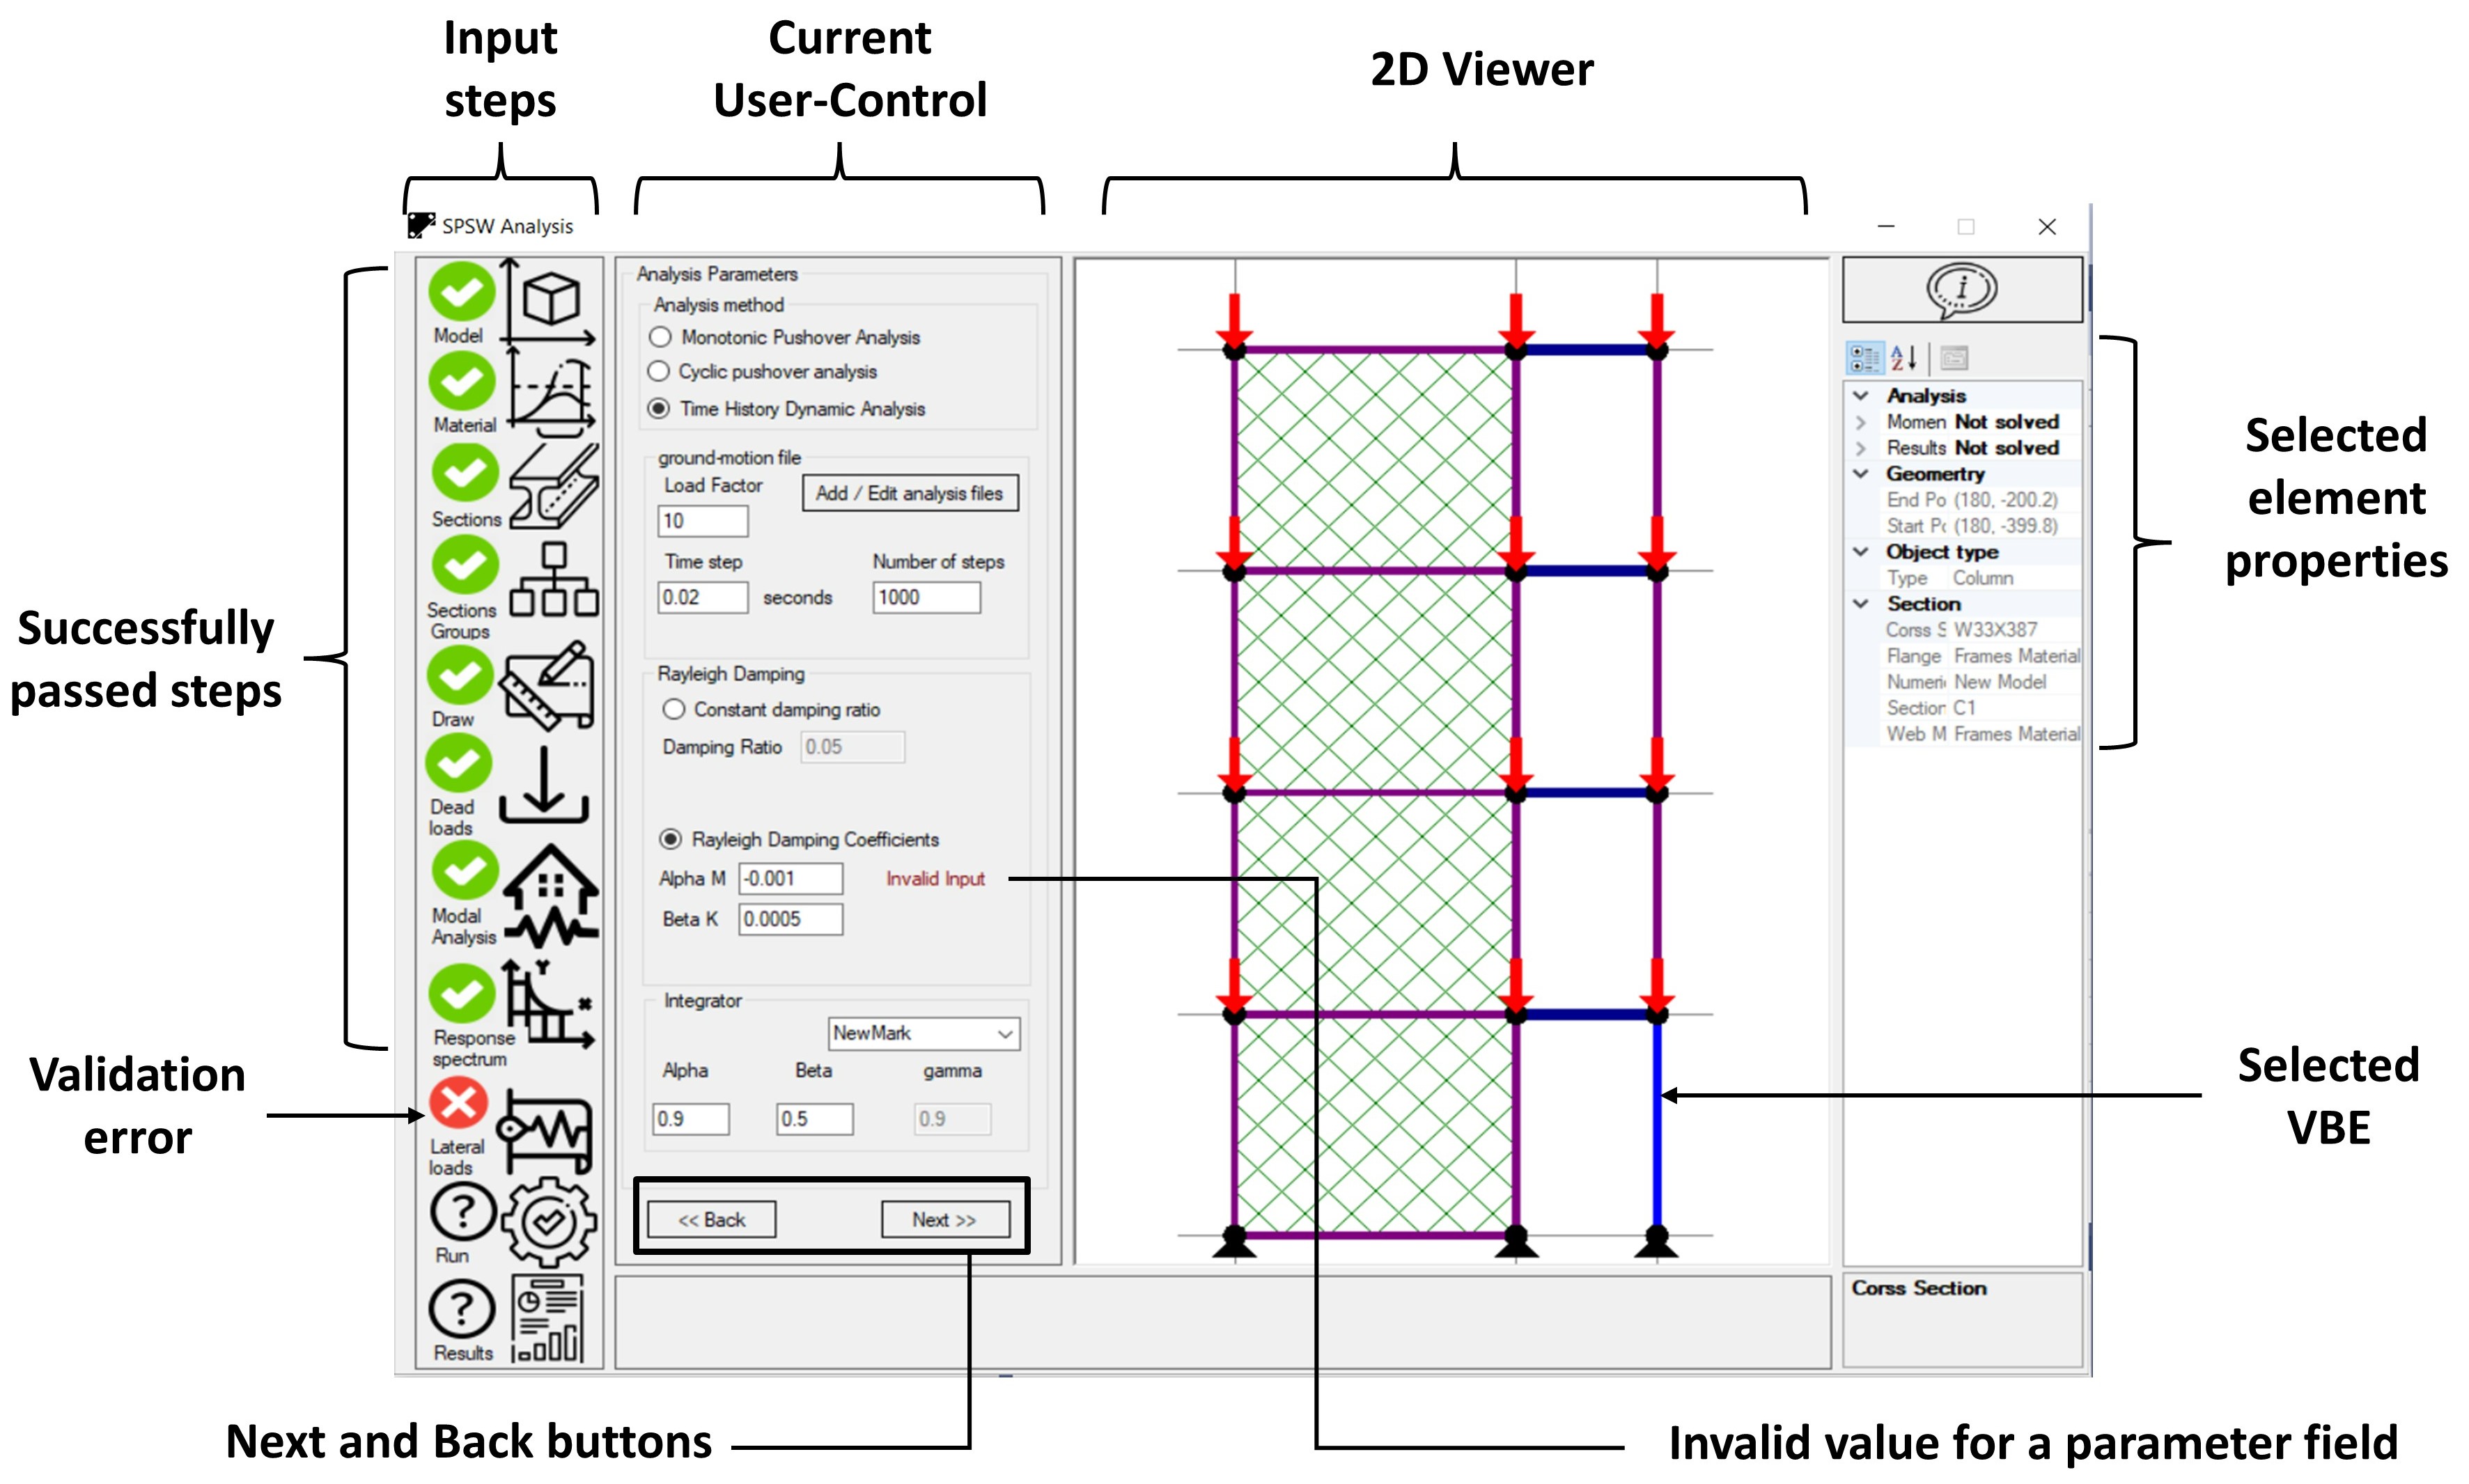 Input
steps
Current
User-Control
2D Viewer
SPSW Analysis
Successfully
passed steps
Validation
error
Model
Material
Sections
Sections
Groups
Draw
Dead
loads
Modal
Analysis
Y
Response
spectrum
Lateral
loads
? Run
? Results
Analysis Parameters
Analysis method
Monotonic Pushover Analysis
Cyclic pushover analysis
Time History Dynamic Analysis
ground-motion file
Load Factor
Add / Edit analysis files
10
Time step Number of steps
0.02 seconds 1000
Rayleigh Damping
Constant damping ratio
Damping Ratio 0.05
Rayleigh Damping Coefficients
Alpha M -0.001 Invalid Input
Beta K 0.0005
Integrator
NewMark
Alpha Beta gamma
0.9 0.5 0.9
<< Back Next >>
i
A
Z
Analysis
Momen Not solved
Results Not solved
Geomertry
End Po (180, -200.2)
Start Pc (180, -399.8)
Object type
Type Column
Section
Corss S W33X387
Flange Frames Material
Numeri New Model
Section C1
Web M Frames Material
Corss Section
Selected
element
properties
Selected
VBE
Next and Back buttons
Invalid value for a parameter field